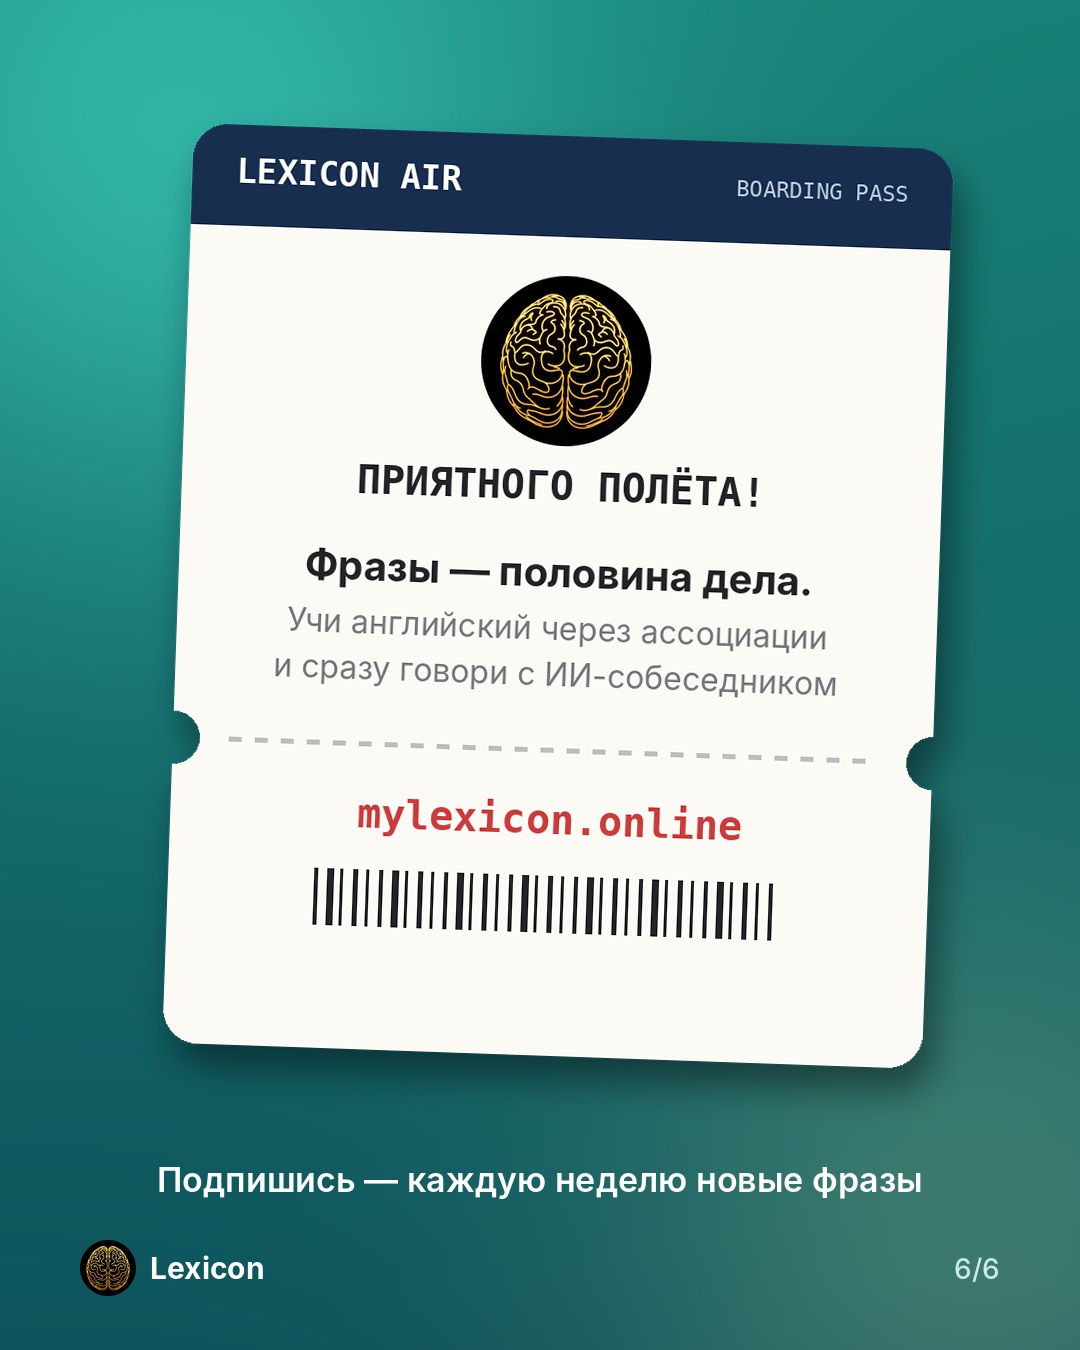 LEXICON AIR
BOARDING PASS
ПРИЯТНОГО ПОЛЁТА!
Фразы — половина дела.
Учи английский через ассоциации
и сразу говори с ИИ-собеседником
mylexicon.online
Подпишись — каждую неделю новые фразы
Lexicon
6/6